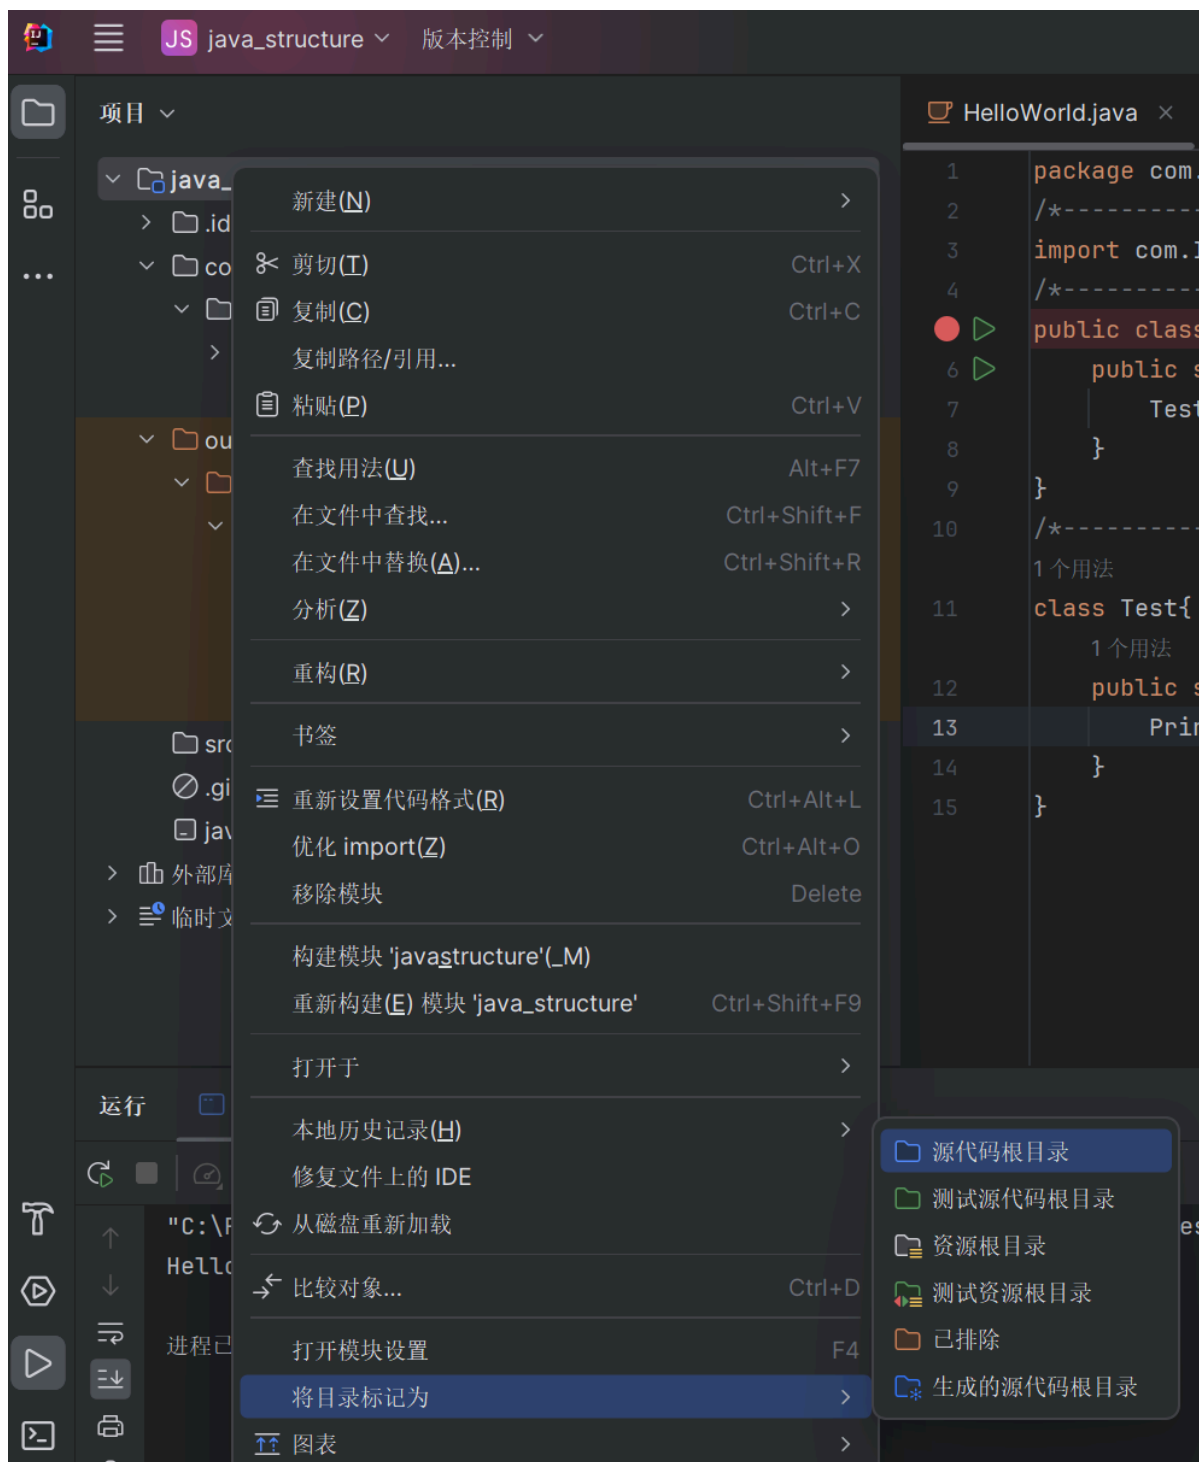 JS java_structure 版本控制
项目
HelloWorld.java
java_
.id
co
ou
src
.gi
jav
外部库
临时文
新建(N)
剪切(T) Ctrl+X
复制(C) Ctrl+C
复制路径/引用...
粘贴(P) Ctrl+V
查找用法(U) Alt+F7
在文件中查找... Ctrl+Shift+F
在文件中替换(A)... Ctrl+Shift+R
分析(Z)
重构(R)
书签
重新设置代码格式(R) Ctrl+Alt+L
优化 import(Z) Ctrl+Alt+O
移除模块 Delete
构建模块 'javastructure'(_M)
重新构建(E) 模块 'java_structure' Ctrl+Shift+F9
打开于
本地历史记录(H)
修复文件上的 IDE
从磁盘重新加载
比较对象... Ctrl+D
打开模块设置 F4
将目录标记为
图表
源代码根目录
测试源代码根目录
资源根目录
测试资源根目录
已排除
生成的源代码根目录
1 package com.
2 /*----------
3 import com.
4 /*----------
public class
6 public s
7 Test
8 }
9 }
10 /*----------
1 个用法
11 class Test{
1 个用法
12 public s
13 Prin
14 }
15 }
运行
"C:\
Hello
进程已
es